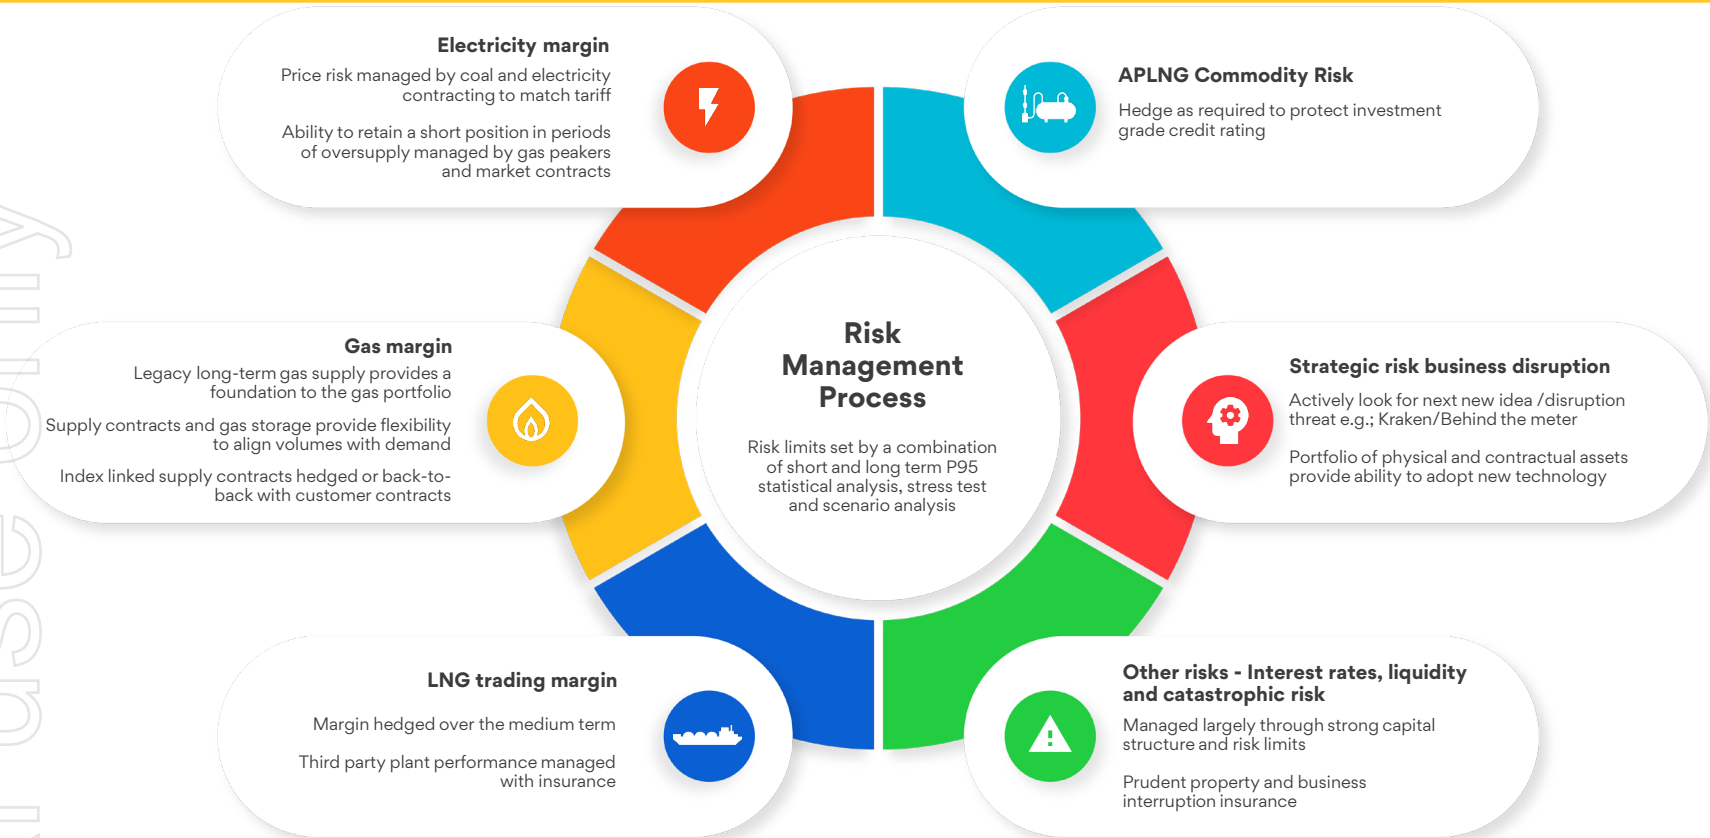 Electricity margin
Price risk managed by coal and electricity
contracting to match tariff
Ability to retain a short position in periods
of oversupply managed by gas peakers
and market contracts
APLNG Commodity Risk
Hedge as required to protect investment
grade credit rating
Gas margin
Legacy long-term gas supply provides a
foundation to the gas portfolio
Supply contracts and gas storage provide flexibility
to align volumes with demand
Index linked supply contracts hedged or back-to-
back with customer contracts
Risk
Management
Process
Risk limits set by a combination
of short and long term P95
statistical analysis, stress test
and scenario analysis
Strategic risk business disruption
Actively look for next new idea /disruption
threat e.g.; Kraken/Behind the meter
Portfolio of physical and contractual assets
provide ability to adopt new technology
LNG trading margin
Margin hedged over the medium term
Third party plant performance managed
with insurance
Other risks - Interest rates, liquidity
and catastrophic risk
Managed largely through strong capital
structure and risk limits
Prudent property and business
interruption insurance
use only